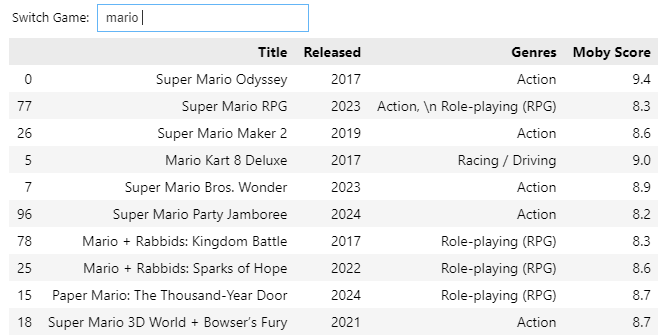 Switch Game: mario
Title Released Genres Moby Score
0 Super Mario Odyssey 2017 Action 9.4
77 Super Mario RPG 2023 Action, \n Role-playing (RPG) 8.3
26 Super Mario Maker 2 2019 Action 8.6
5 Mario Kart 8 Deluxe 2017 Racing / Driving 9.0
7 Super Mario Bros. Wonder 2023 Action 8.9
96 Super Mario Party Jamboree 2024 Action 8.2
78 Mario + Rabbids: Kingdom Battle 2017 Role-playing (RPG) 8.3
25 Mario + Rabbids: Sparks of Hope 2022 Role-playing (RPG) 8.6
15 Paper Mario: The Thousand-Year Door 2024 Role-playing (RPG) 8.7
18 Super Mario 3D World + Bowser’s Fury 2021 Action 8.7